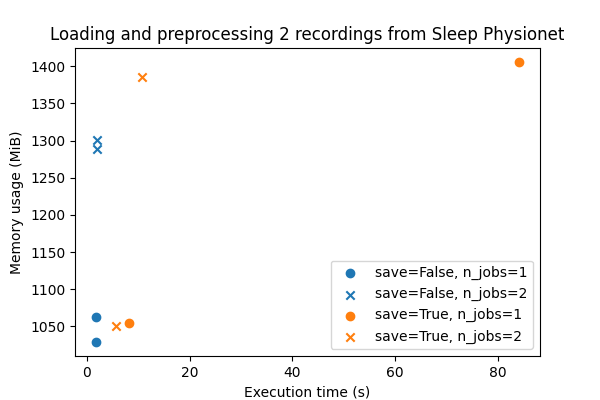 Loading and preprocessing 2 recordings from Sleep Physionet
Memory usage (MiB)
1400
1350
1300
1250
1200
1150
1100
1050
0 20 40 60 80
Execution time (s)
save=False, n_jobs=1
save=False, n_jobs=2
save=True, n_jobs=1
save=True, n_jobs=2